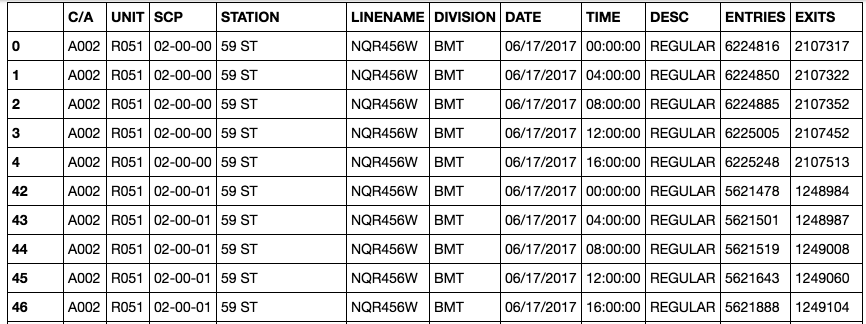 C/A UNIT SCP STATION LINENAME DIVISION DATE TIME DESC ENTRIES EXITS
0 A002 R051 02-00-00 59 ST NQR456W BMT 06/17/2017 00:00:00 REGULAR 6224816 2107317
1 A002 R051 02-00-00 59 ST NQR456W BMT 06/17/2017 04:00:00 REGULAR 6224850 2107322
2 A002 R051 02-00-00 59 ST NQR456W BMT 06/17/2017 08:00:00 REGULAR 6224885 2107352
3 A002 R051 02-00-00 59 ST NQR456W BMT 06/17/2017 12:00:00 REGULAR 6225005 2107452
4 A002 R051 02-00-00 59 ST NQR456W BMT 06/17/2017 16:00:00 REGULAR 6225248 2107513
42 A002 R051 02-00-01 59 ST NQR456W BMT 06/17/2017 00:00:00 REGULAR 5621478 1248984
43 A002 R051 02-00-01 59 ST NQR456W BMT 06/17/2017 04:00:00 REGULAR 5621501 1248987
44 A002 R051 02-00-01 59 ST NQR456W BMT 06/17/2017 08:00:00 REGULAR 5621519 1249008
45 A002 R051 02-00-01 59 ST NQR456W BMT 06/17/2017 12:00:00 REGULAR 5621643 1249060
46 A002 R051 02-00-01 59 ST NQR456W BMT 06/17/2017 16:00:00 REGULAR 5621888 1249104